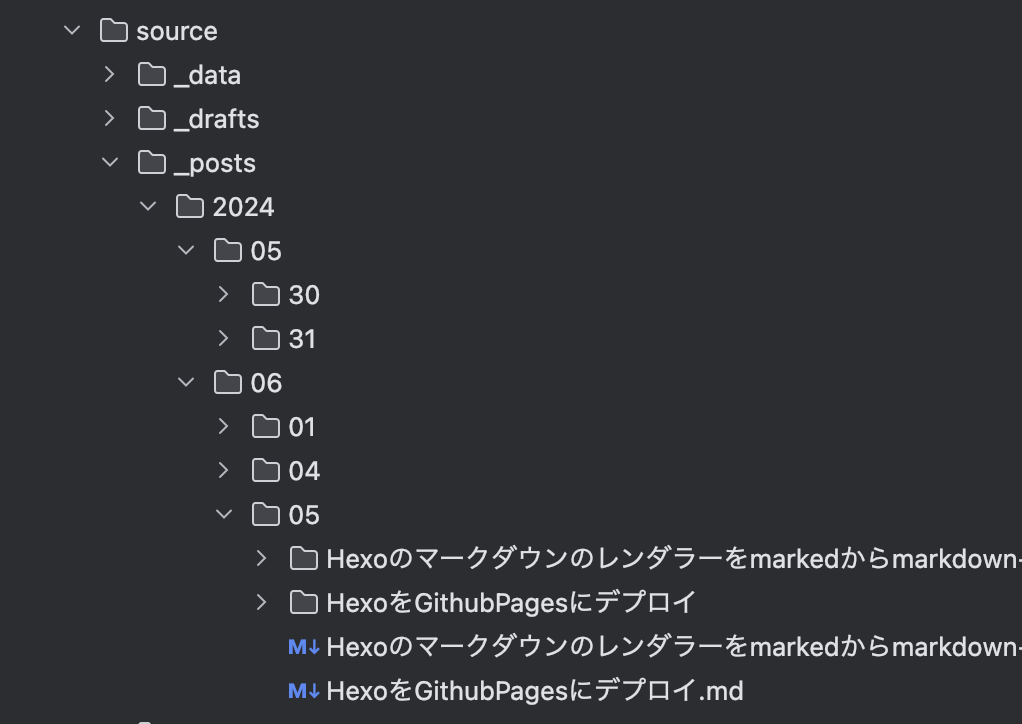 source
_data
_drafts
_posts
2024
05
30
31
06
01
04
05
Hexoのマークダウンのレンダラーをmarkedからmarkdown-
HexoをGithubPagesにデプロイ
M↓ Hexoのマークダウンのレンダラーをmarkedからmarkdown-
M↓ HexoをGithubPagesにデプロイ.md